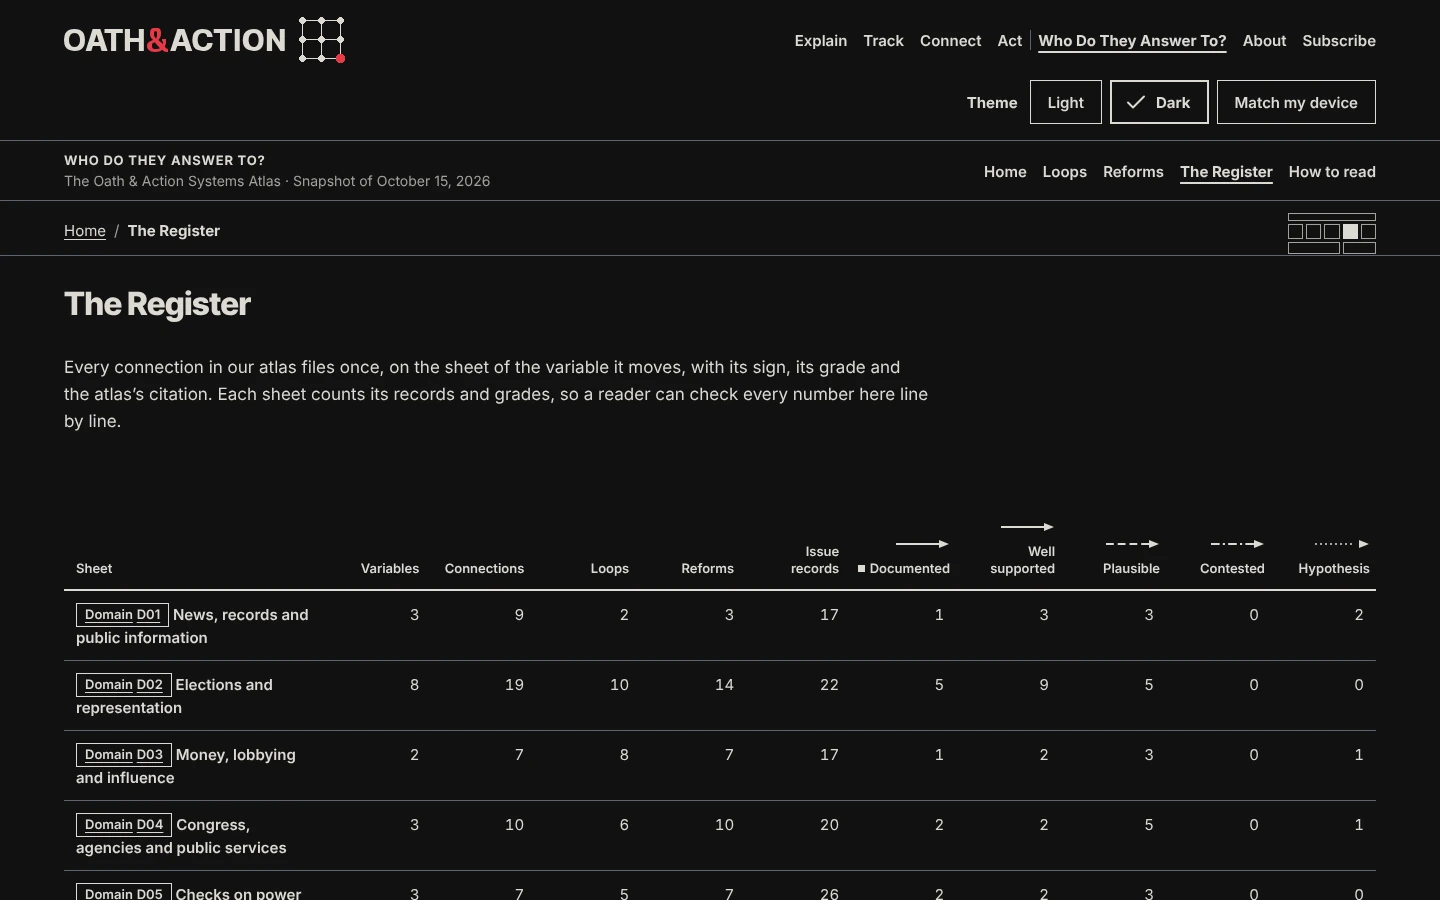 OATH&ACTION
Explain Track Connect Act Who Do They Answer To? About Subscribe
Theme Light Dark Match my device
WHO DO THEY ANSWER TO?
The Oath & Action Systems Atlas · Snapshot of October 15, 2026
Home Loops Reforms The Register How to read
Home / The Register
The Register
Every connection in our atlas files once, on the sheet of the variable it moves, with its sign, its grade and
the atlas’s citation. Each sheet counts its records and grades, so a reader can check every number here line
by line.
Sheet Variables Connections Loops Reforms Issue records Documented Well supported Plausible Contested Hypothesis
Domain D01 News, records and public information 3 9 2 3 17 1 3 3 0 2
Domain D02 Elections and representation 8 19 10 14 22 5 9 5 0 0
Domain D03 Money, lobbying and influence 2 7 8 7 17 1 2 3 0 1
Domain D04 Congress, agencies and public services 3 10 6 10 20 2 2 5 0 1
Domain D05 Checks on power 3 7 5 7 26 2 2 3 0 0